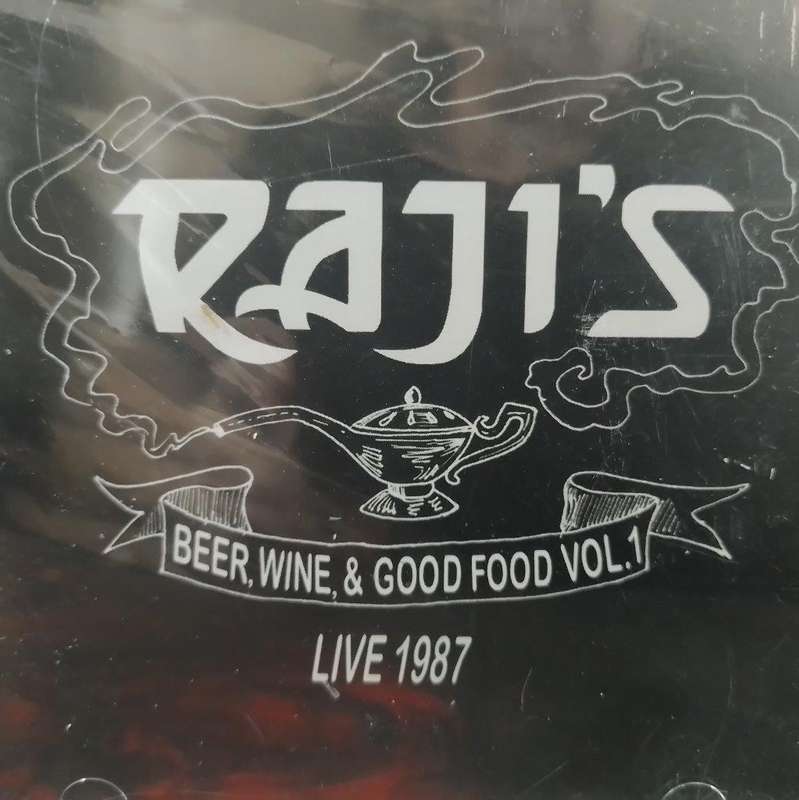 RAJI'S
BEER, WINE, & GOOD FOOD VOL.1
LIVE 1987